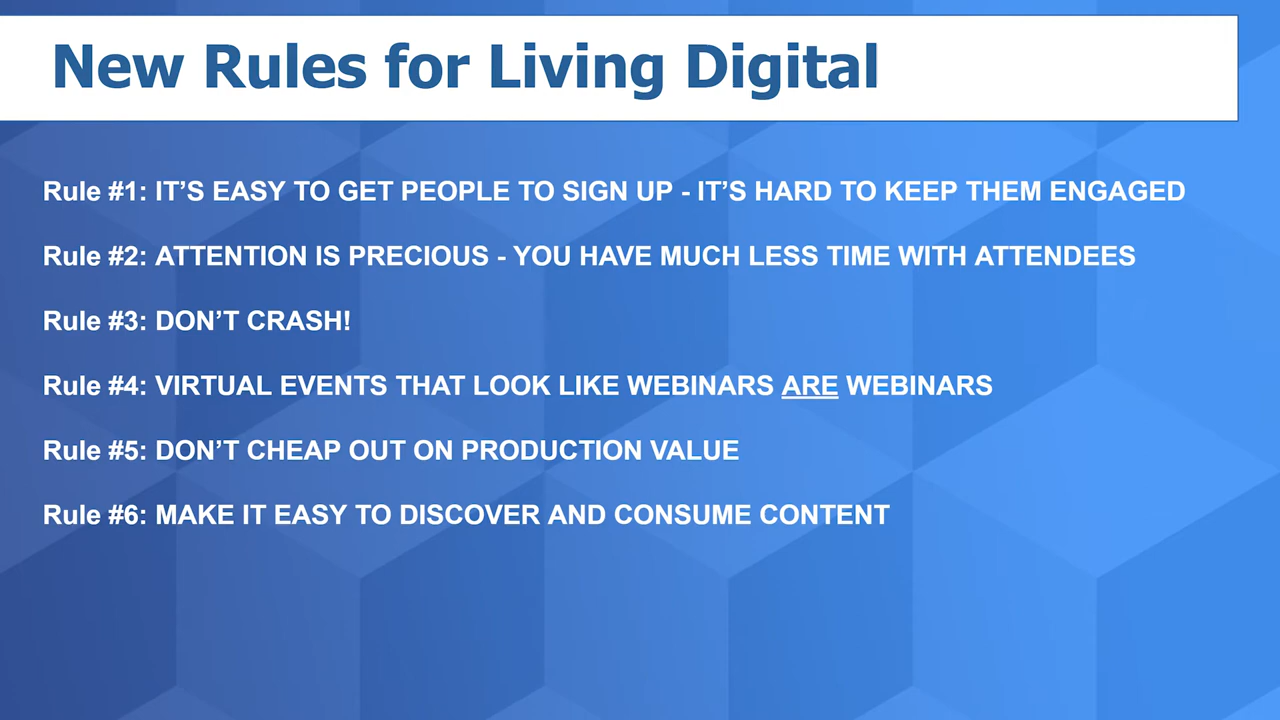 New Rules for Living Digital
Rule #1: IT’S EASY TO GET PEOPLE TO SIGN UP - IT’S HARD TO KEEP THEM ENGAGED
Rule #2: ATTENTION IS PRECIOUS - YOU HAVE MUCH LESS TIME WITH ATTENDEES
Rule #3: DON’T CRASH!
Rule #4: VIRTUAL EVENTS THAT LOOK LIKE WEBINARS ARE WEBINARS
Rule #5: DON’T CHEAP OUT ON PRODUCTION VALUE
Rule #6: MAKE IT EASY TO DISCOVER AND CONSUME CONTENT